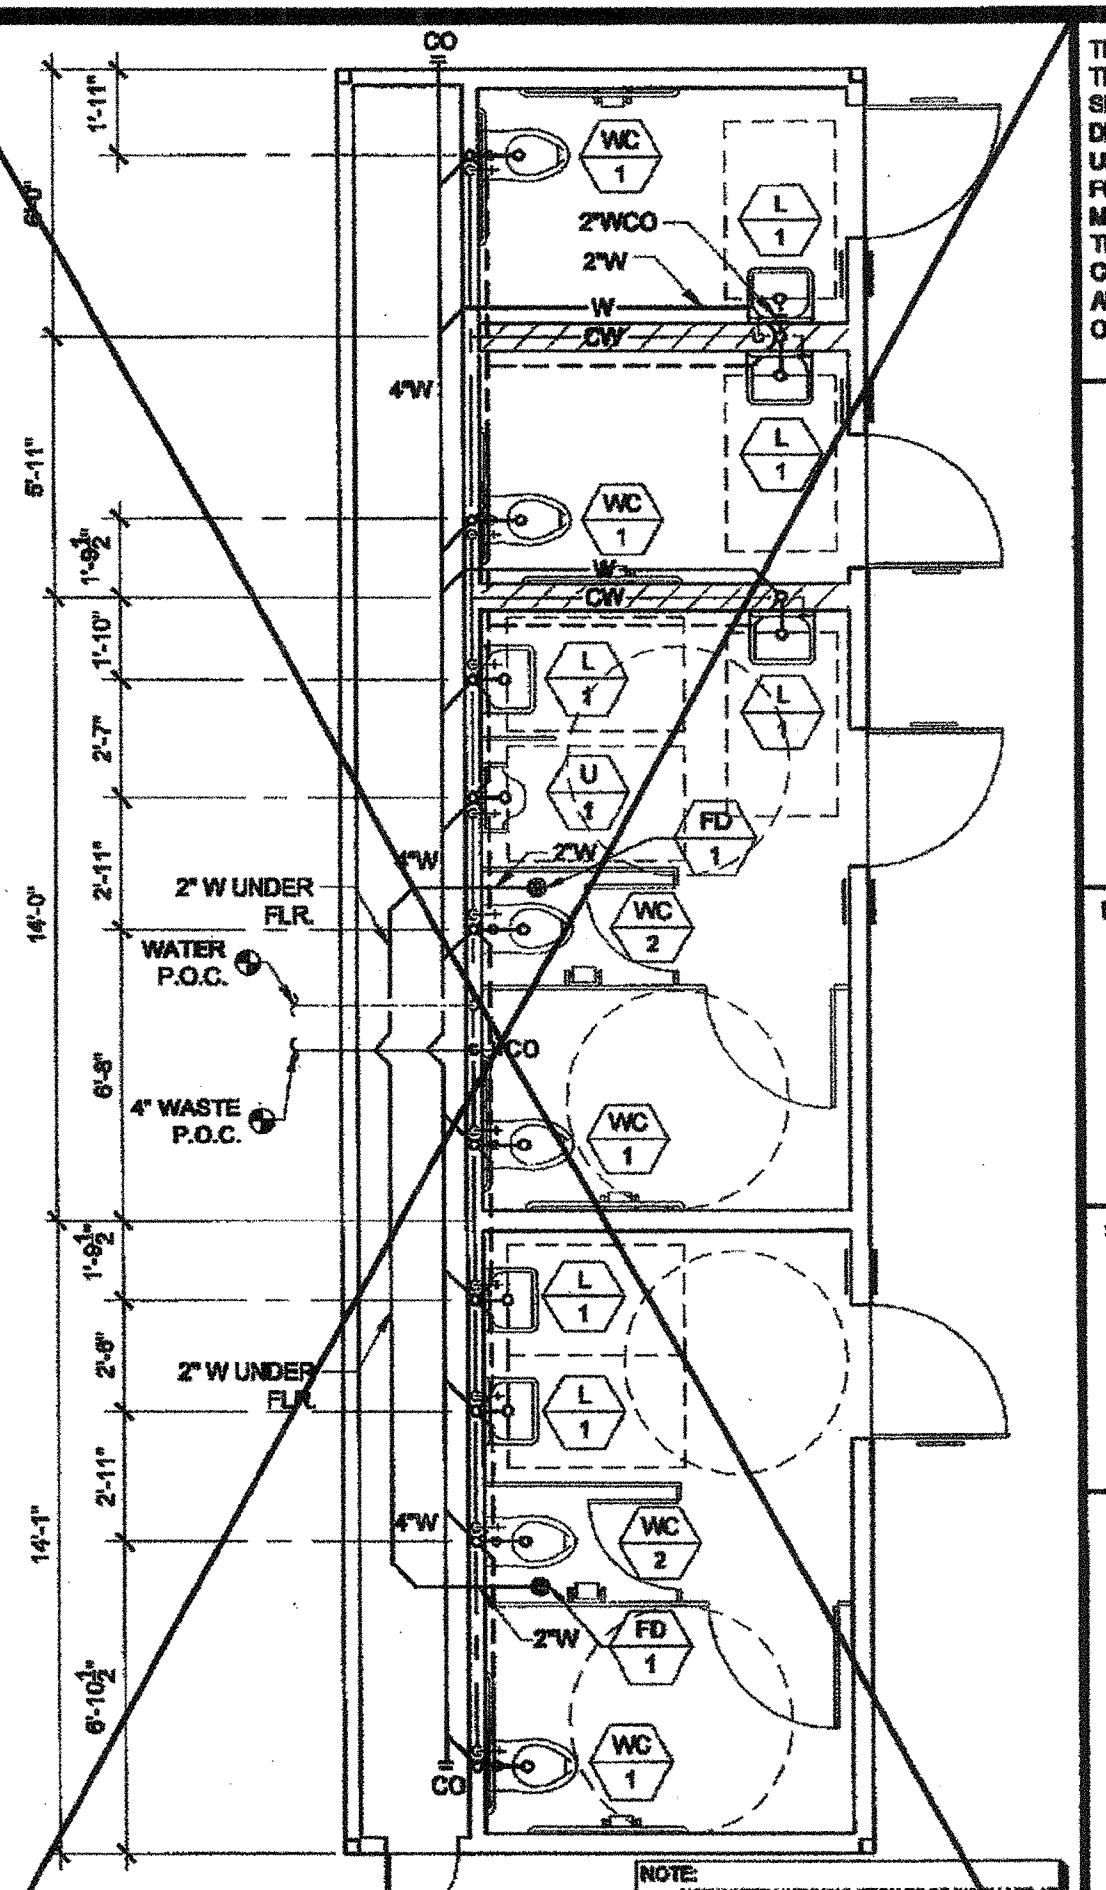 CO
1'-11"
6'-0"
WC
1
L
1
2"WCO
2"W
W
CW
4"W
5'-11"
L
1
WC
1
1'-9½"
W
CW
1'-10"
L
1
L
1
2'-7"
U
1
FD
1
4"W
2"W
2'-11"
2" W UNDER
FLR.
WC
2
14'-0"
WATER
P.O.C.
CO
6'-8"
4" WASTE
P.O.C.
WC
1
1'-9½"
L
1
2'-6"
2" W UNDER
FLR.
L
1
2'-11"
4"W
WC
2
14'-1"
2"W
FD
1
6'-10½"
WC
1
CO
NOTE: